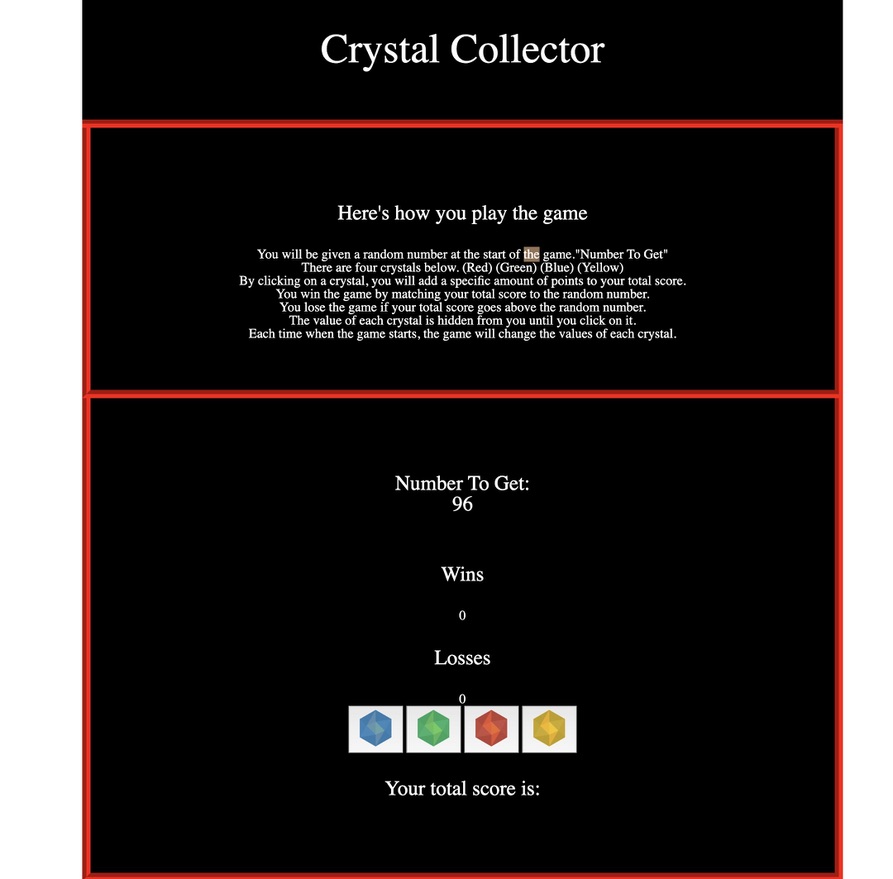 Crystal Collector
Here's how you play the game
You will be given a random number at the start of the game."Number To Get"
There are four crystals below. (Red) (Green) (Blue) (Yellow)
By clicking on a crystal, you will add a specific amount of points to your total score.
You win the game by matching your total score to the random number.
You lose the game if your total score goes above the random number.
The value of each crystal is hidden from you until you click on it.
Each time when the game starts, the game will change the values of each crystal.
Number To Get:
96
Wins
0
Losses
0
Your total score is: